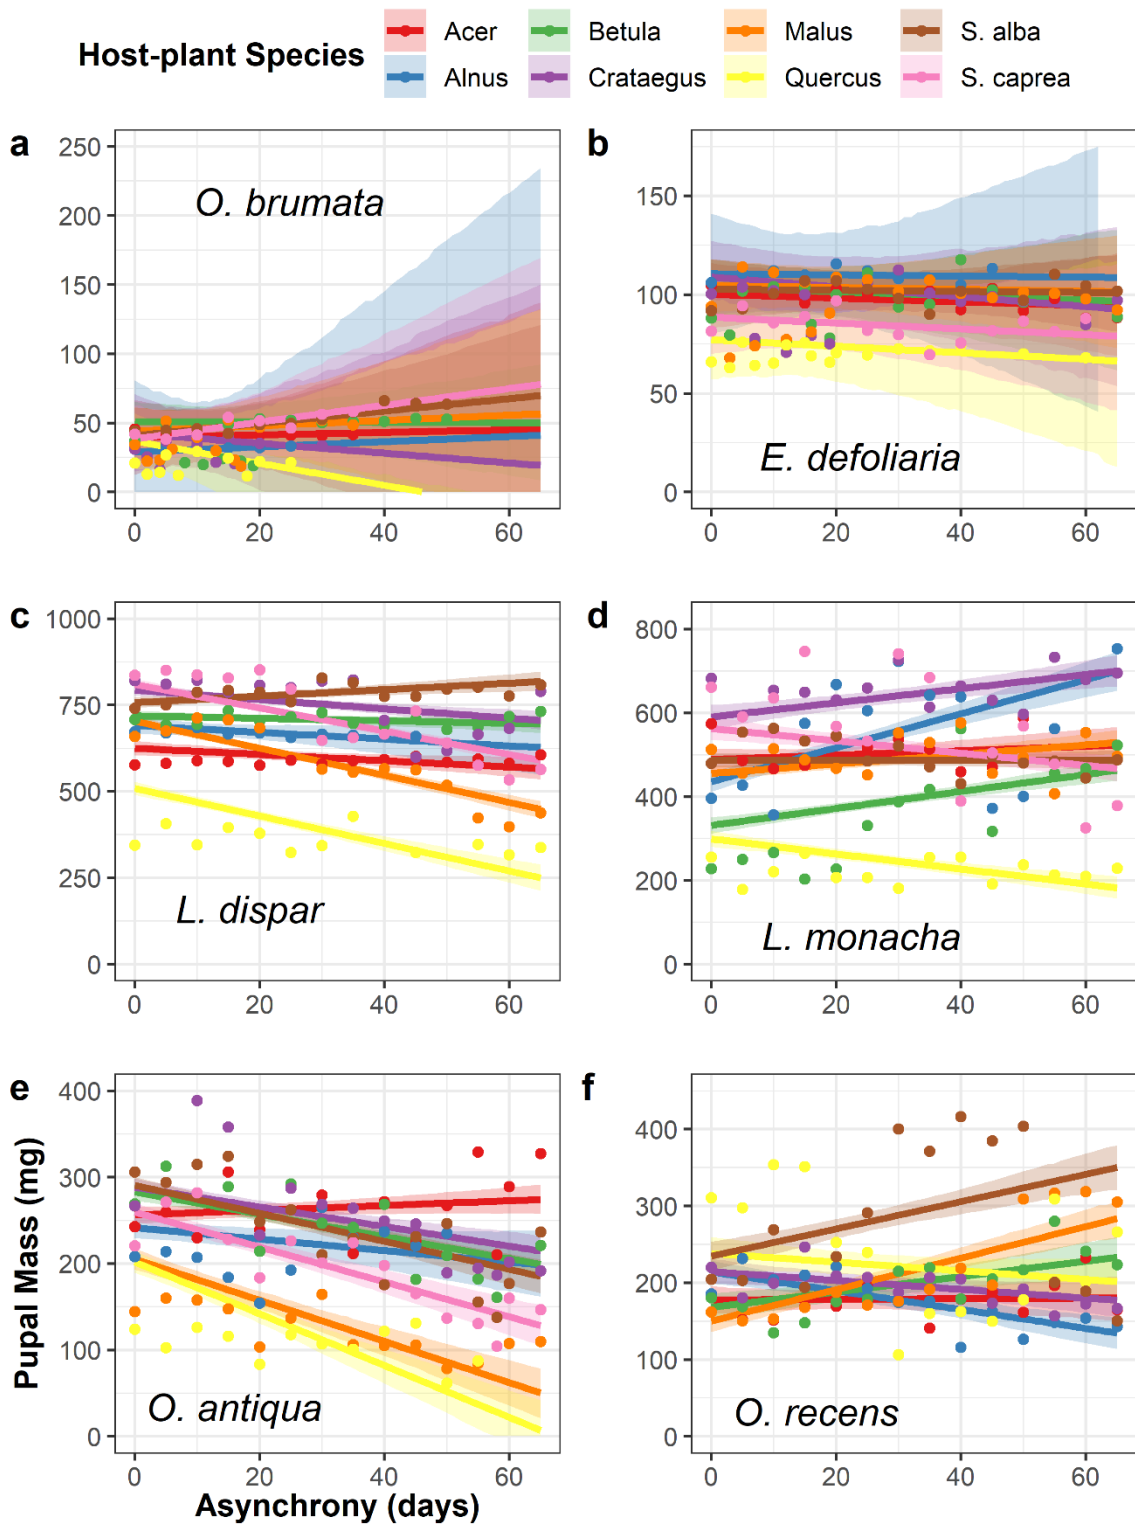 Host-plant Species
Acer Betula Malus S. alba
Alnus Crataegus Quercus S. caprea
a b
250
200
150
100
50
0
O. brumata
0 20 40 60
150
100
50
0
E. defoliaria
0 20 40 60
c d
1000
750
500
250
0
L. dispar
0 20 40 60
800
600
400
200
0
L. monacha
0 20 40 60
e f
400
300
200
100
0
O. antiqua
0 20 40 60
400
300
200
100
0
O. recens
0 20 40 60
Pupal Mass (mg)
Asynchrony (days)